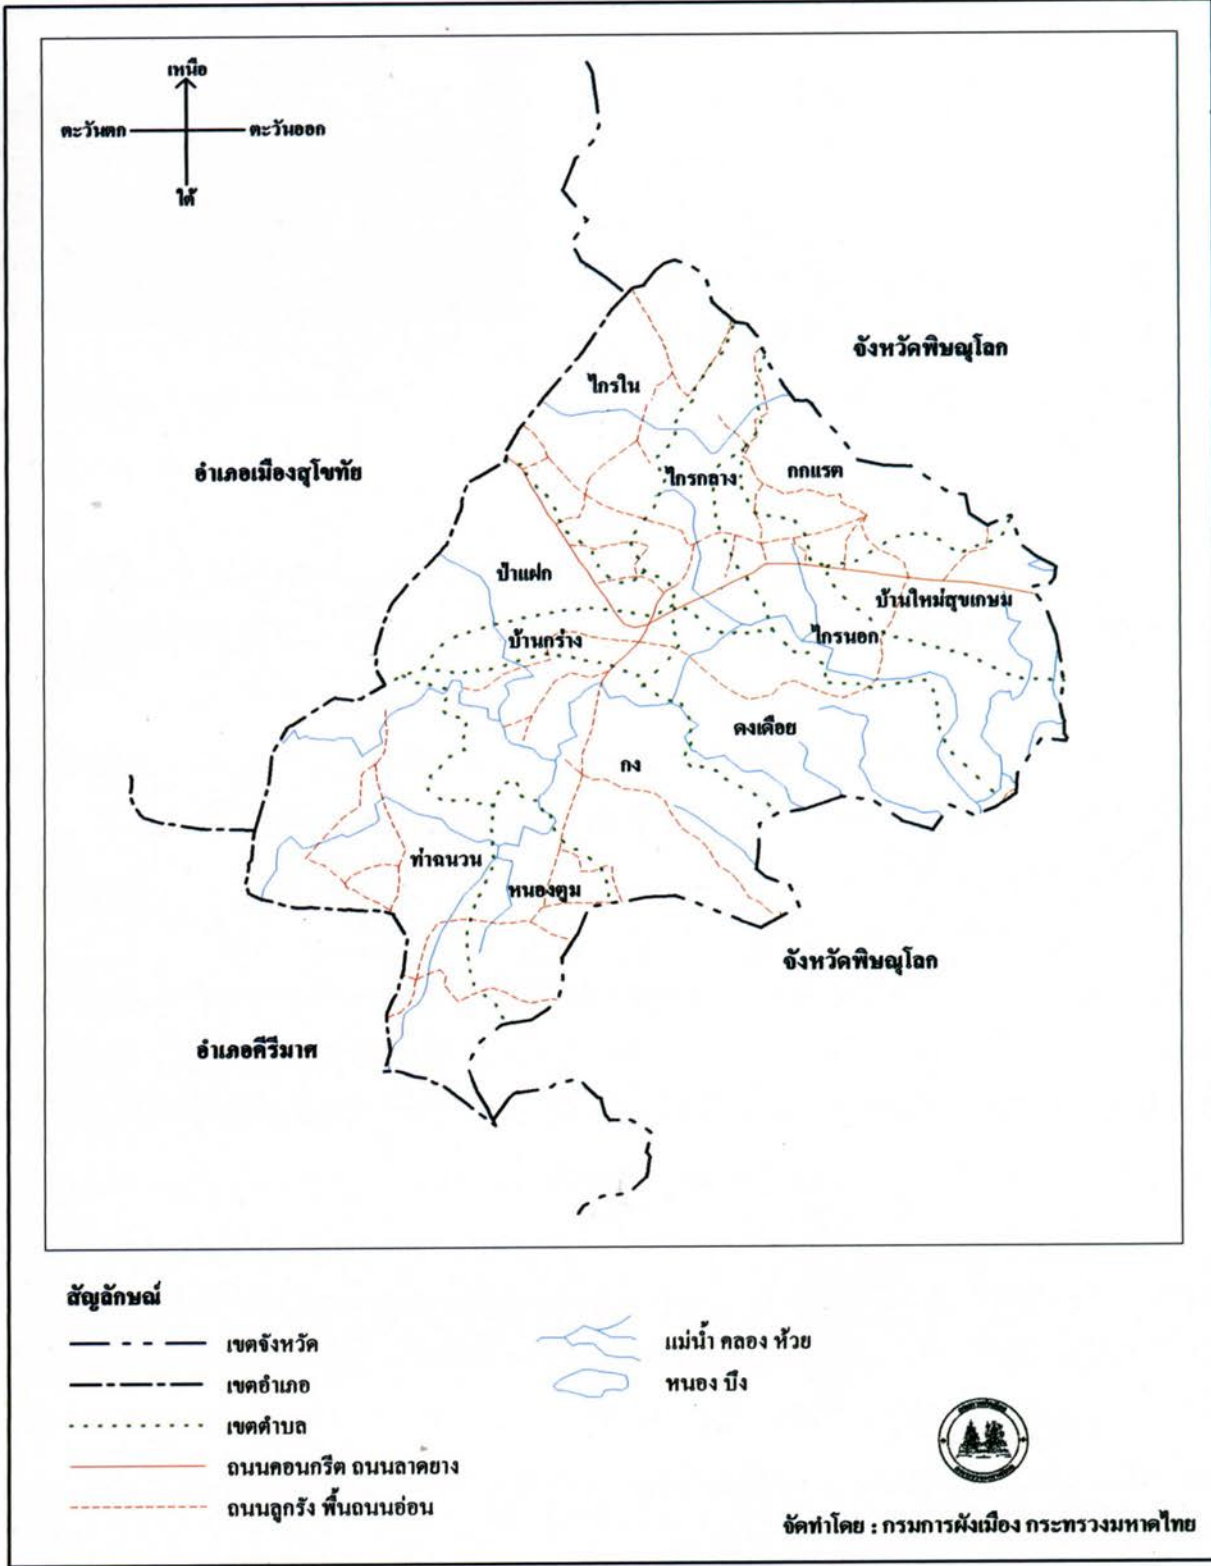 เหนือ
ตะวันตก ตะวันออก
ใต้
จังหวัดพิษณุโลก
ไกรใน
อำเภอเมืองสุโขทัย
ไกรกลาง
กกแรต
ป่าแฝก
บ้านใหม่สุขเกษม
บ้านกร่าง
ไกรนอก
ดงเดือย
กง
ท่าฉนวน
หนองตูม
จังหวัดพิษณุโลก
อำเภอคีรีมาศ
สัญลักษณ์
เขตจังหวัด
เขตอำเภอ
เขตตำบล
ถนนคอนกรีต ถนนลาดยาง
ถนนลูกรัง พื้นถนนอ่อน
แม่น้ำ คลอง ห้วย
หนอง บึง
จัดทำโดย : กรมการผังเมือง กระทรวงมหาดไทย